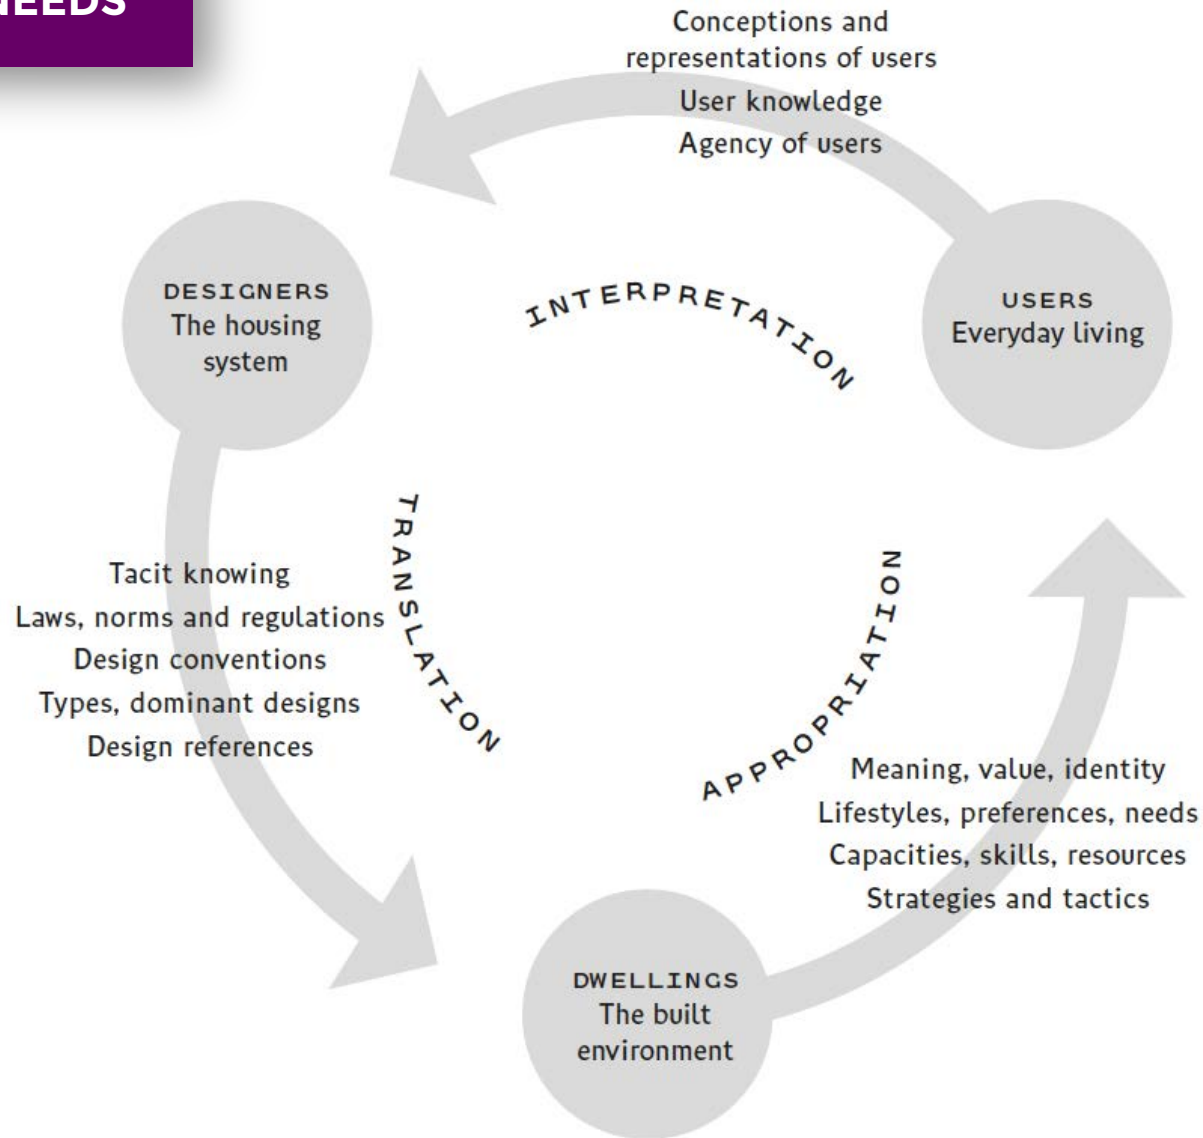 NEEDS
Conceptions and
representations of users
User knowledge
Agency of users
DESIGNERS
The housing
system
INTERPRETATION
USERS
Everyday living
TRANSLATION
Tacit knowing
Laws, norms and regulations
Design conventions
Types, dominant designs
Design references
APPROPRIATION
Meaning, value, identity
Lifestyles, preferences, needs
Capacities, skills, resources
Strategies and tactics
DWELLINGS
The built
environment